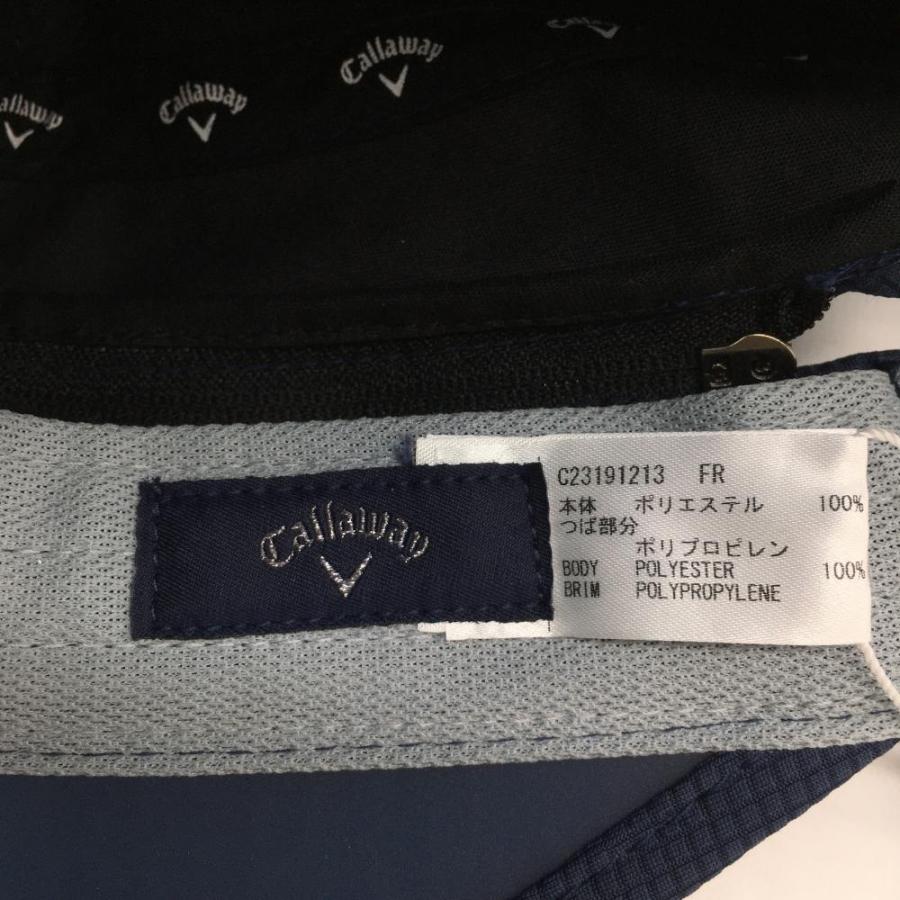 Callaway
Callaway
Callaway
Callaway
C23191213 FR
本体 ポリエステル 100%
つば部分
ポリプロピレン
BODY POLYESTER 100%
BRIM POLYPROPYLENE